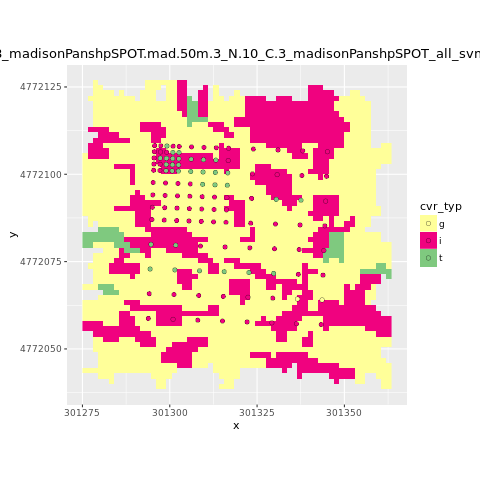 3_madisonPanshpSPOT.mad.50m.3_N.10_C.3_madisonPanshpSPOT_all_svm
4772125
4772100
4772075
4772050
y
301275
301300
301325
301350
x
cvr_typ
g
i
t